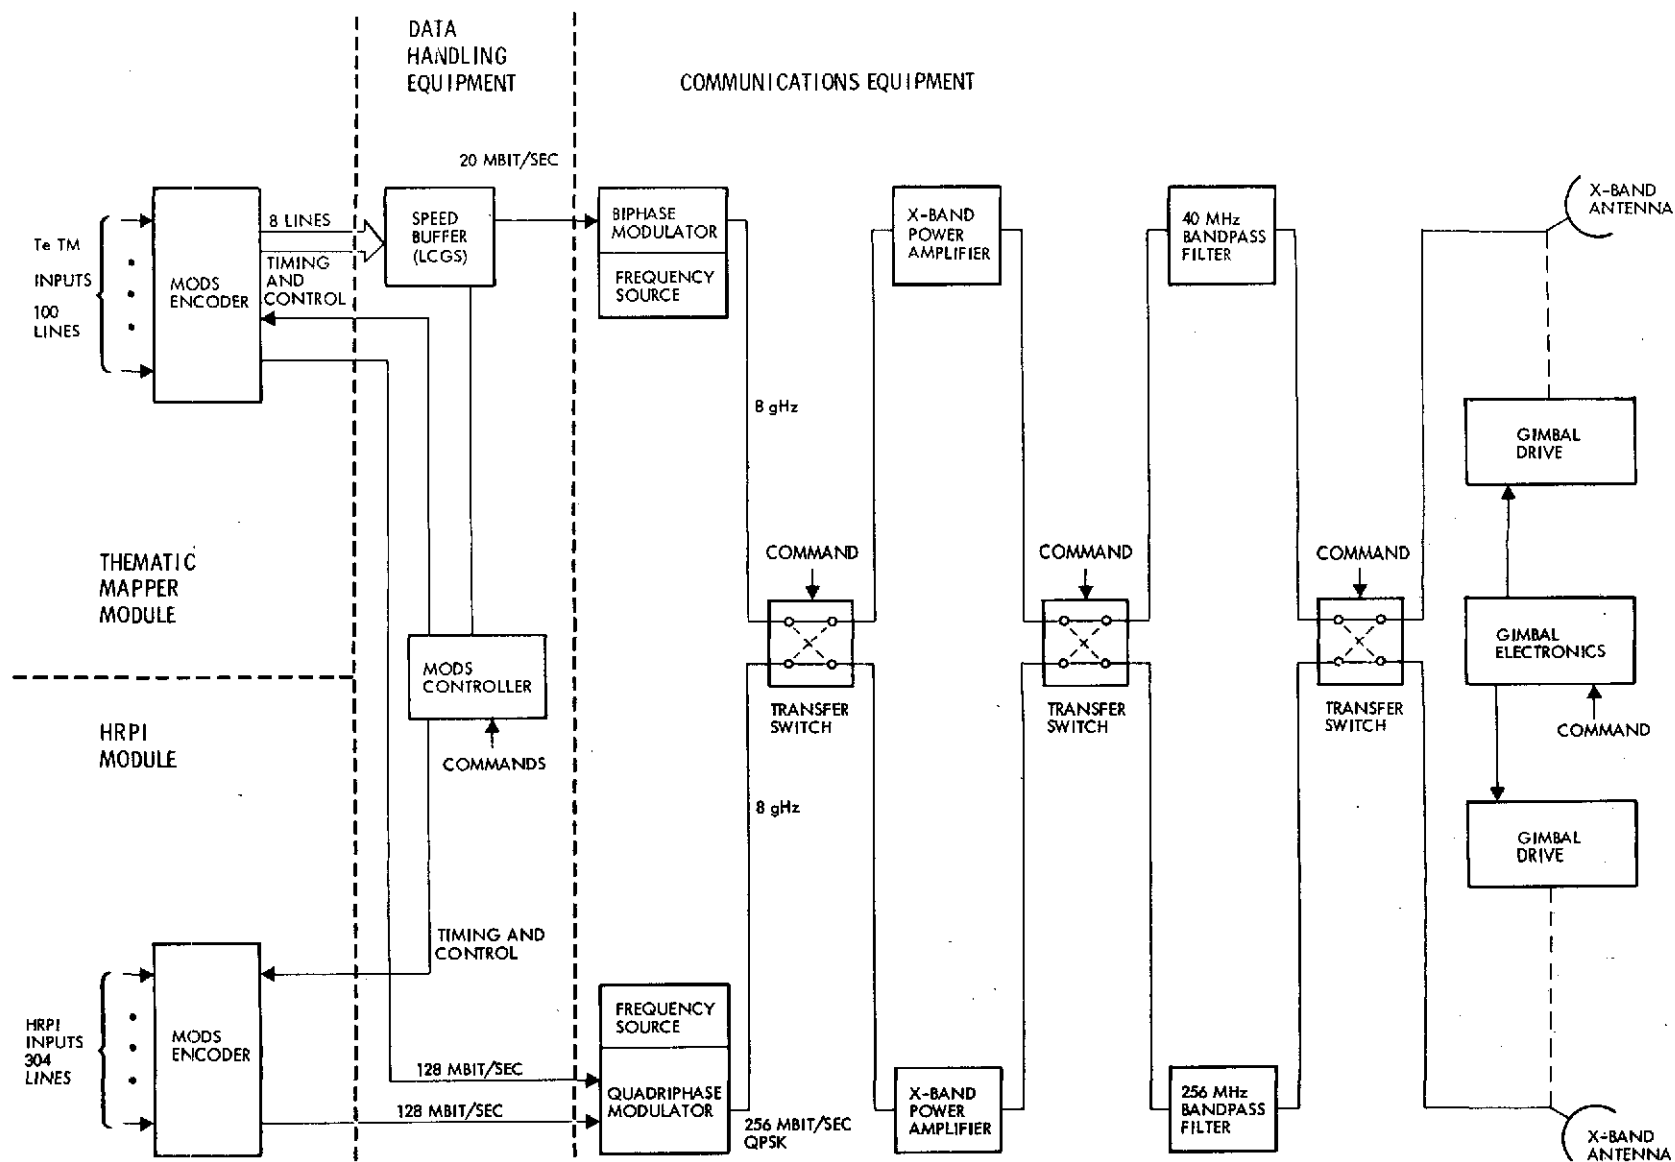 DATA
HANDLING
EQUIPMENT
COMMUNICATIONS EQUIPMENT
20 MBIT/SEC
Te TM
INPUTS
100
LINES
MODS
ENCODER
8 LINES
TIMING
AND
CONTROL
SPEED
BUFFER
(LCGS)
BIPHASE
MODULATOR
FREQUENCY
SOURCE
X-BAND
POWER
AMPLIFIER
40 MHz
BANDPASS
FILTER
X-BAND
ANTENNA
8 gHz
GIMBAL
DRIVE
THEMATIC
MAPPER
MODULE
COMMAND
COMMAND
COMMAND
MODS
CONTROLLER
COMMANDS
TRANSFER
SWITCH
TRANSFER
SWITCH
TRANSFER
SWITCH
GIMBAL
ELECTRONICS
COMMAND
HRPI
MODULE
8 gHz
GIMBAL
DRIVE
TIMING AND
CONTROL
HRPI
INPUTS
304
LINES
MODS
ENCODER
128 MBIT/SEC
128 MBIT/SEC
FREQUENCY
SOURCE
QUADRIPHASE
MODULATOR
256 MBIT/SEC
QPSK
X-BAND
POWER
AMPLIFIER
256 MHz
BANDPASS
FILTER
X-BAND
ANTENNA